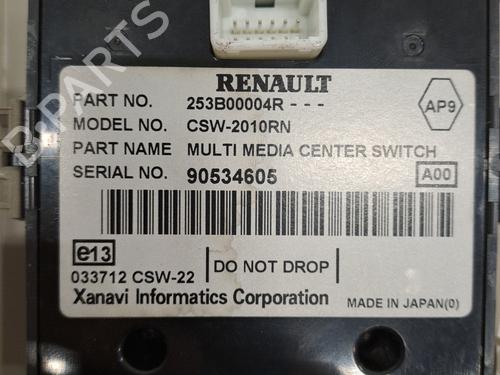 B-PARTS
RENAULT
PART NO. 253B00004R - - -
AP9
MODEL NO. CSW-2010RN
PART NAME MULTI MEDIA CENTER SWITCH
SERIAL NO. 90534605
A00
e13
033712 CSW-22
DO NOT DROP
Xanavi Informatics Corporation
MADE IN JAPAN(0)